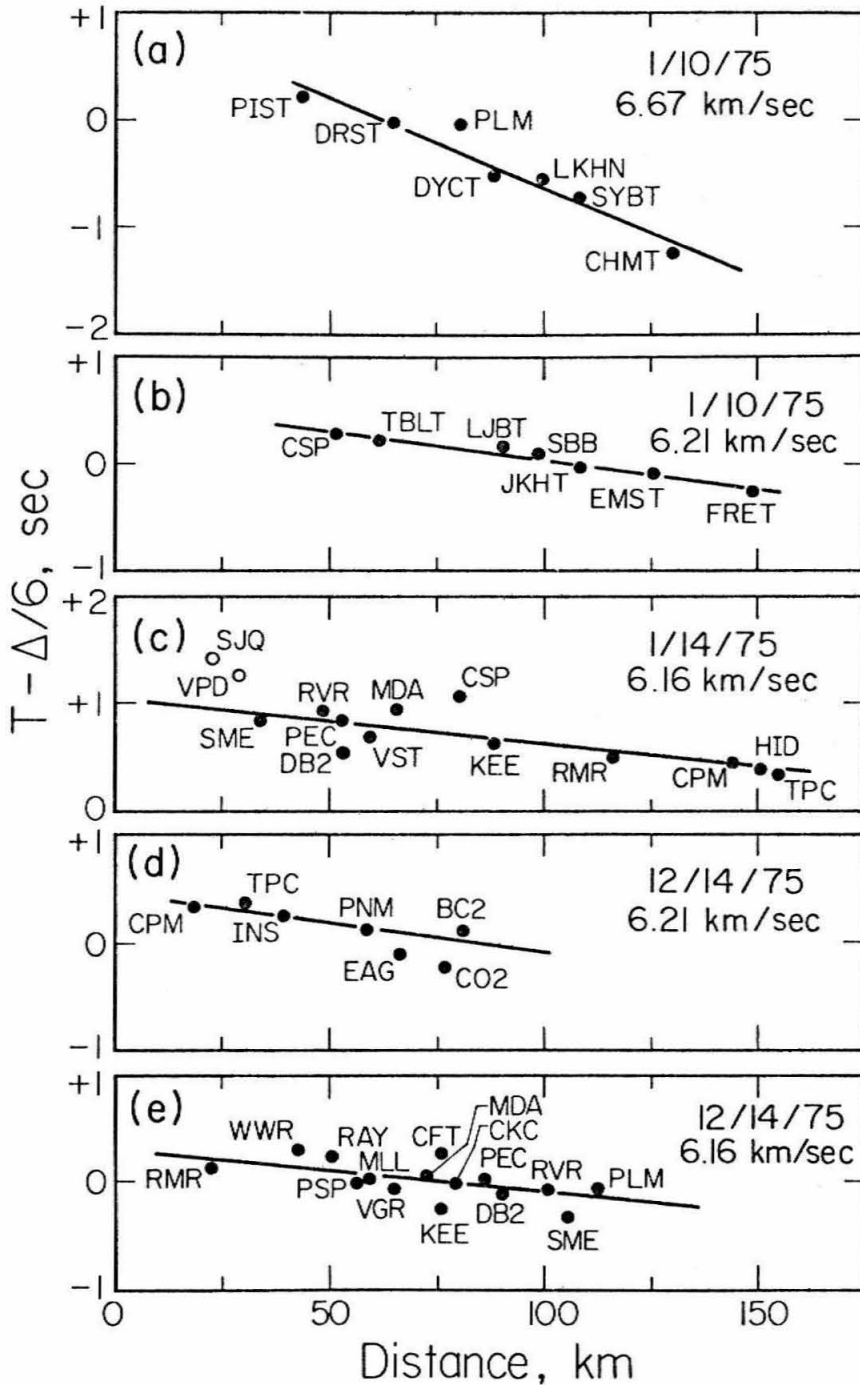 T – Δ/6, sec
(a)
1/10/75
6.67 km/sec
+1
0
-1
-2
PIST
DRST
PLM
DYCT
LKHN
SYBT
CHMT
(b)
1/10/75
6.21 km/sec
+1
0
-1
CSP
TBLT
LJBT
SBB
JKHT
EMST
FRET
(c)
1/14/75
6.16 km/sec
+2
+1
0
SJQ
VPD
SME
RVR
PEC
DB2
MDA
VST
CSP
KEE
RMR
CPM
HID
TPC
(d)
12/14/75
6.21 km/sec
+1
0
-1
CPM
TPC
INS
PNM
EAG
BC2
CO2
(e)
12/14/75
6.16 km/sec
+1
0
-1
RMR
WWR
RAY
PSP
MLL
VGR
CFT
MDA
CKC
KEE
PEC
DB2
RVR
SME
PLM
0 50 100 150
Distance, km